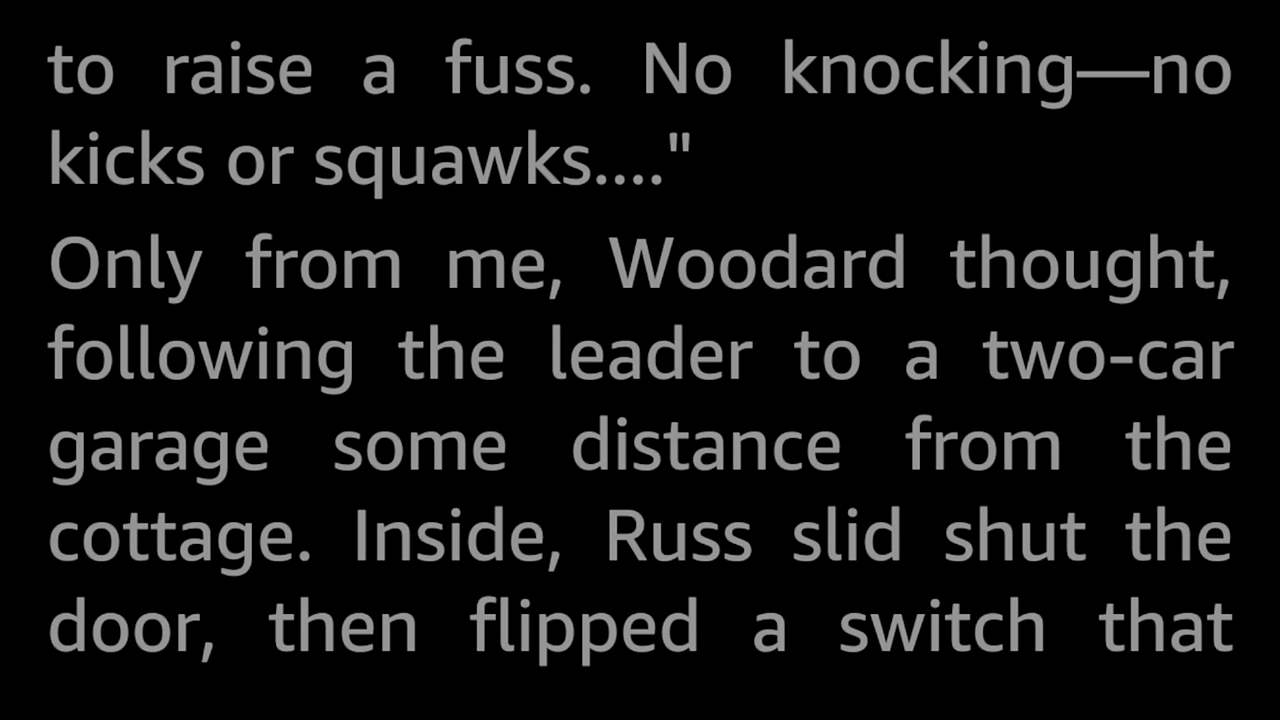 to raise a fuss. No knocking—no
kicks or squawks...."
Only from me, Woodard thought,
following the leader to a two-car
garage some distance from the
cottage. Inside, Russ slid shut the
door, then flipped a switch that